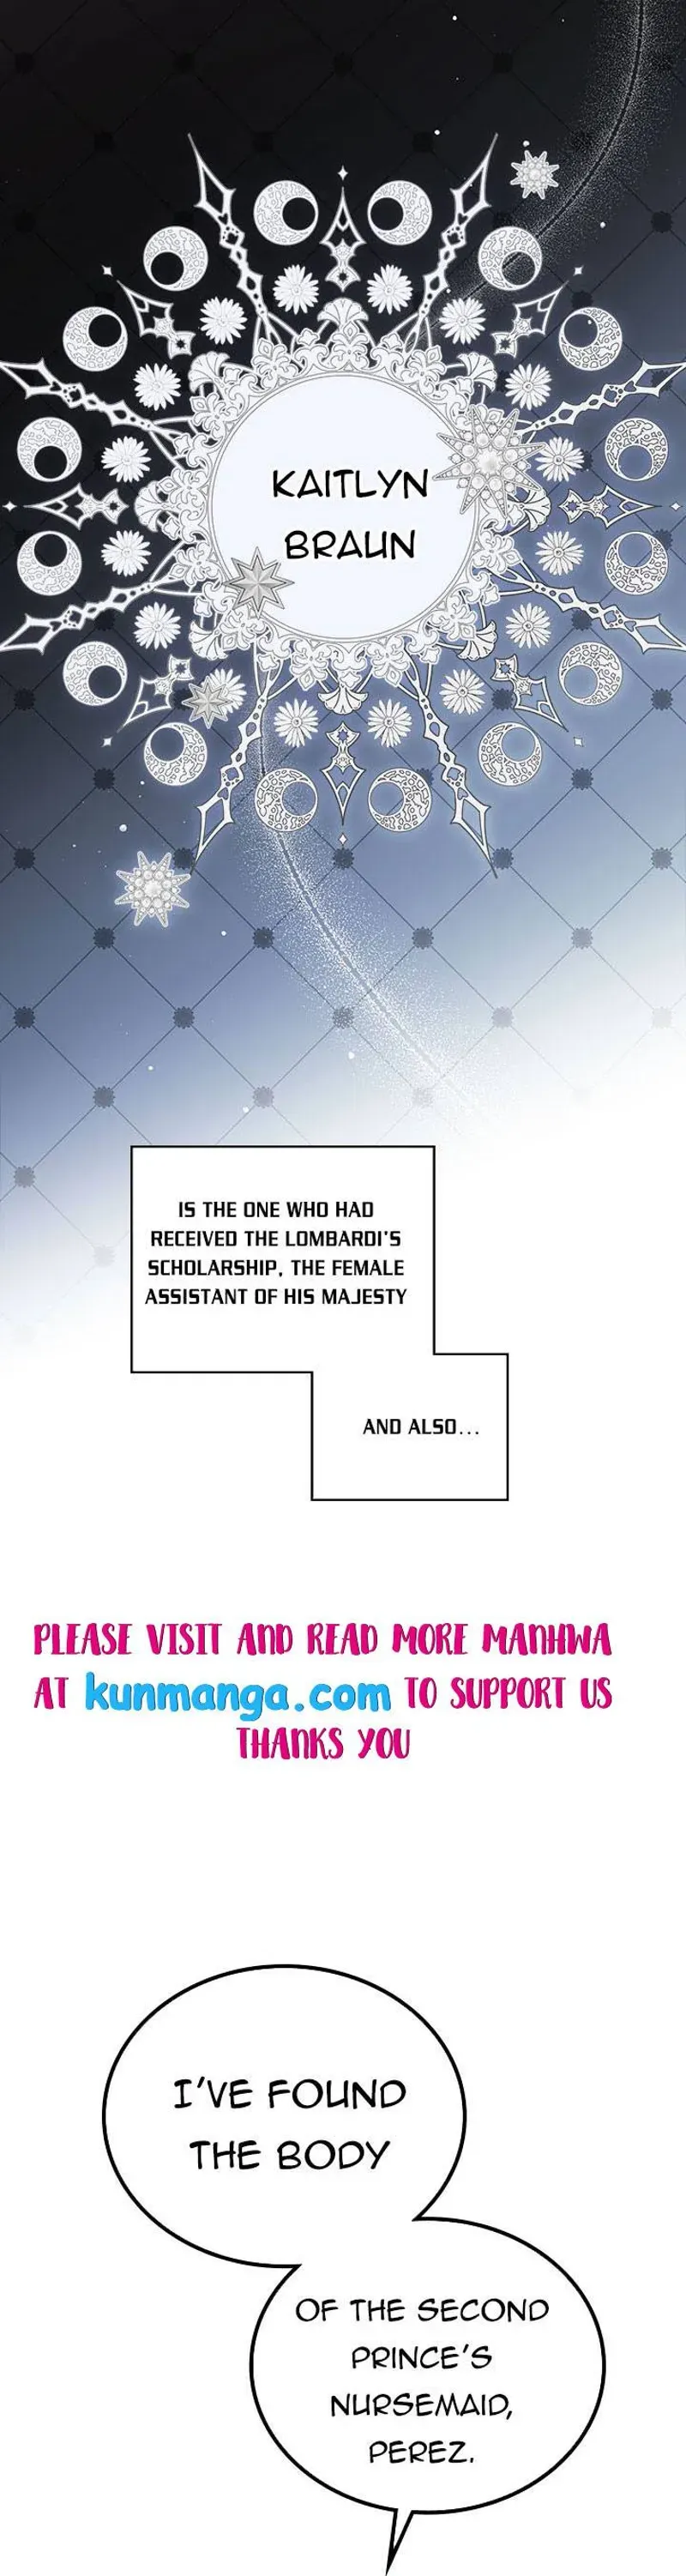 KAITLYN
BRAUN
IS THE ONE WHO HAD
RECEIVED THE LOMBARDI'S
SCHOLARSHIP, THE FEMALE
ASSISTANT OF HIS MAJESTY
AND ALSO...
PLEASE VISIT AND READ MORE MANHWA
AT kunmanga.com TO SUPPORT US
THANKS YOU
I'VE FOUND
THE BODY
OF THE SECOND
PRINCE'S
NURSEMAID,
PEREZ.